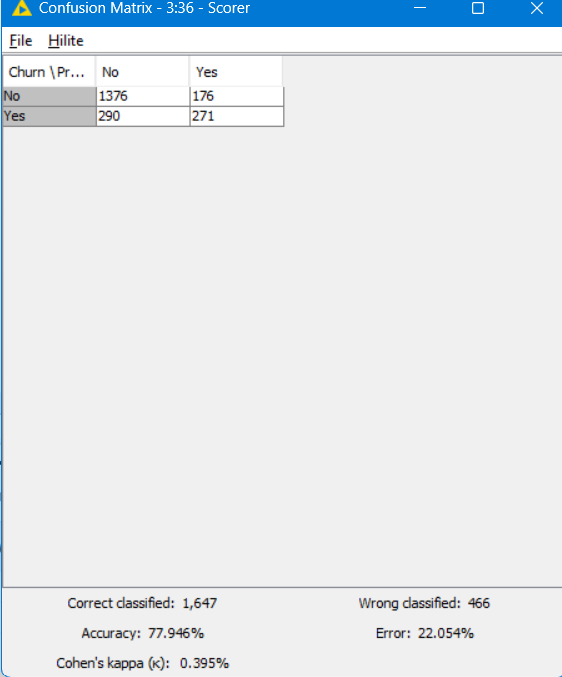 Confusion Matrix - 3:36 - Scorer
File Hilite
Churn \ Pr... No Yes
No 1376 176
Yes 290 271
Correct classified: 1,647 Wrong classified: 466
Accuracy: 77.946% Error: 22.054%
Cohen's kappa (κ): 0.395%